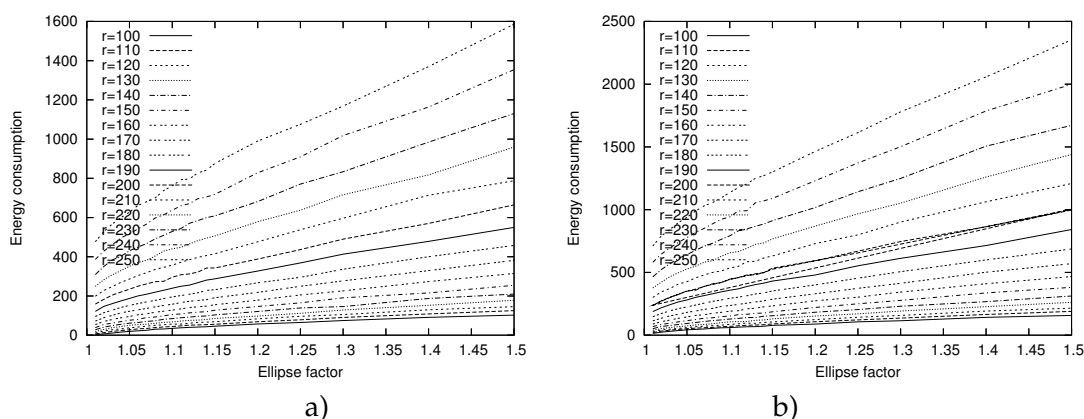 1600
1400
1200
1000
800
600
400
200
0
Energy consumption
r=100
r=110
r=120
r=130
r=140
r=150
r=160
r=170
r=180
r=190
r=200
r=210
r=220
r=230
r=240
r=250
1 1.05 1.1 1.15 1.2 1.25 1.3 1.35 1.4 1.45 1.5
Ellipse factor
a)
2500
2000
1500
1000
500
0
Energy consumption
r=100
r=110
r=120
r=130
r=140
r=150
r=160
r=170
r=180
r=190
r=200
r=210
r=220
r=230
r=240
r=250
1 1.05 1.1 1.15 1.2 1.25 1.3 1.35 1.4 1.45 1.5
Ellipse factor
b)